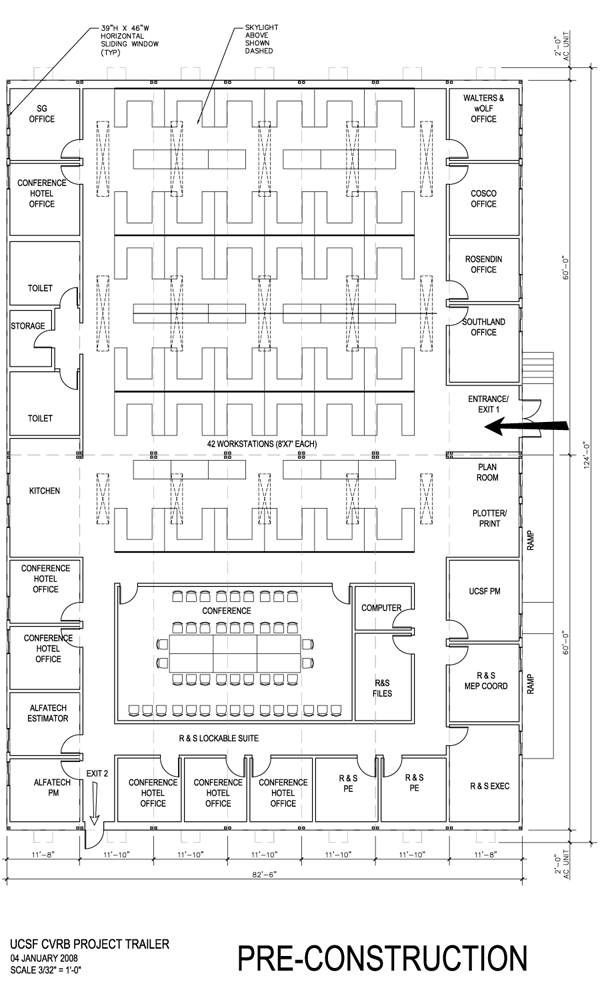 39"H X 46"W
HORIZONTAL
SLIDING WINDOW
(TYP)
SKYLIGHT
ABOVE
SHOWN
DASHED
2'-0"
AC UNIT
SG
OFFICE
WALTERS &
wOLF
OFFICE
CONFERENCE
HOTEL
OFFICE
COSCO
OFFICE
ROSENDIN
OFFICE
60'-0"
TOILET
STORAGE
SOUTHLAND
OFFICE
ENTRANCE/
EXIT 1
TOILET
42 WORKSTATIONS (8'X7' EACH)
124'-0"
KITCHEN
PLAN
ROOM
PLOTTER/
PRINT
RAMP
CONFERENCE
HOTEL
OFFICE
CONFERENCE
COMPUTER
UCSF PM
CONFERENCE
HOTEL
OFFICE
60'-0"
R&S
FILES
R & S
MEP COORD
RAMP
ALFATECH
ESTIMATOR
R & S LOCKABLE SUITE
ALFATECH
PM
EXIT 2
CONFERENCE
HOTEL
OFFICE
CONFERENCE
HOTEL
OFFICE
CONFERENCE
HOTEL
OFFICE
R & S
PE
R & S
PE
R & S EXEC
11'-8"
11'-10"
11'-10"
11'-10"
11'-10"
11'-10"
11'-8"
2'-0"
AC UNIT
82'-6"
UCSF CVRB PROJECT TRAILER
04 JANUARY 2008
SCALE 3/32" = 1'-0"
PRE-CONSTRUCTION